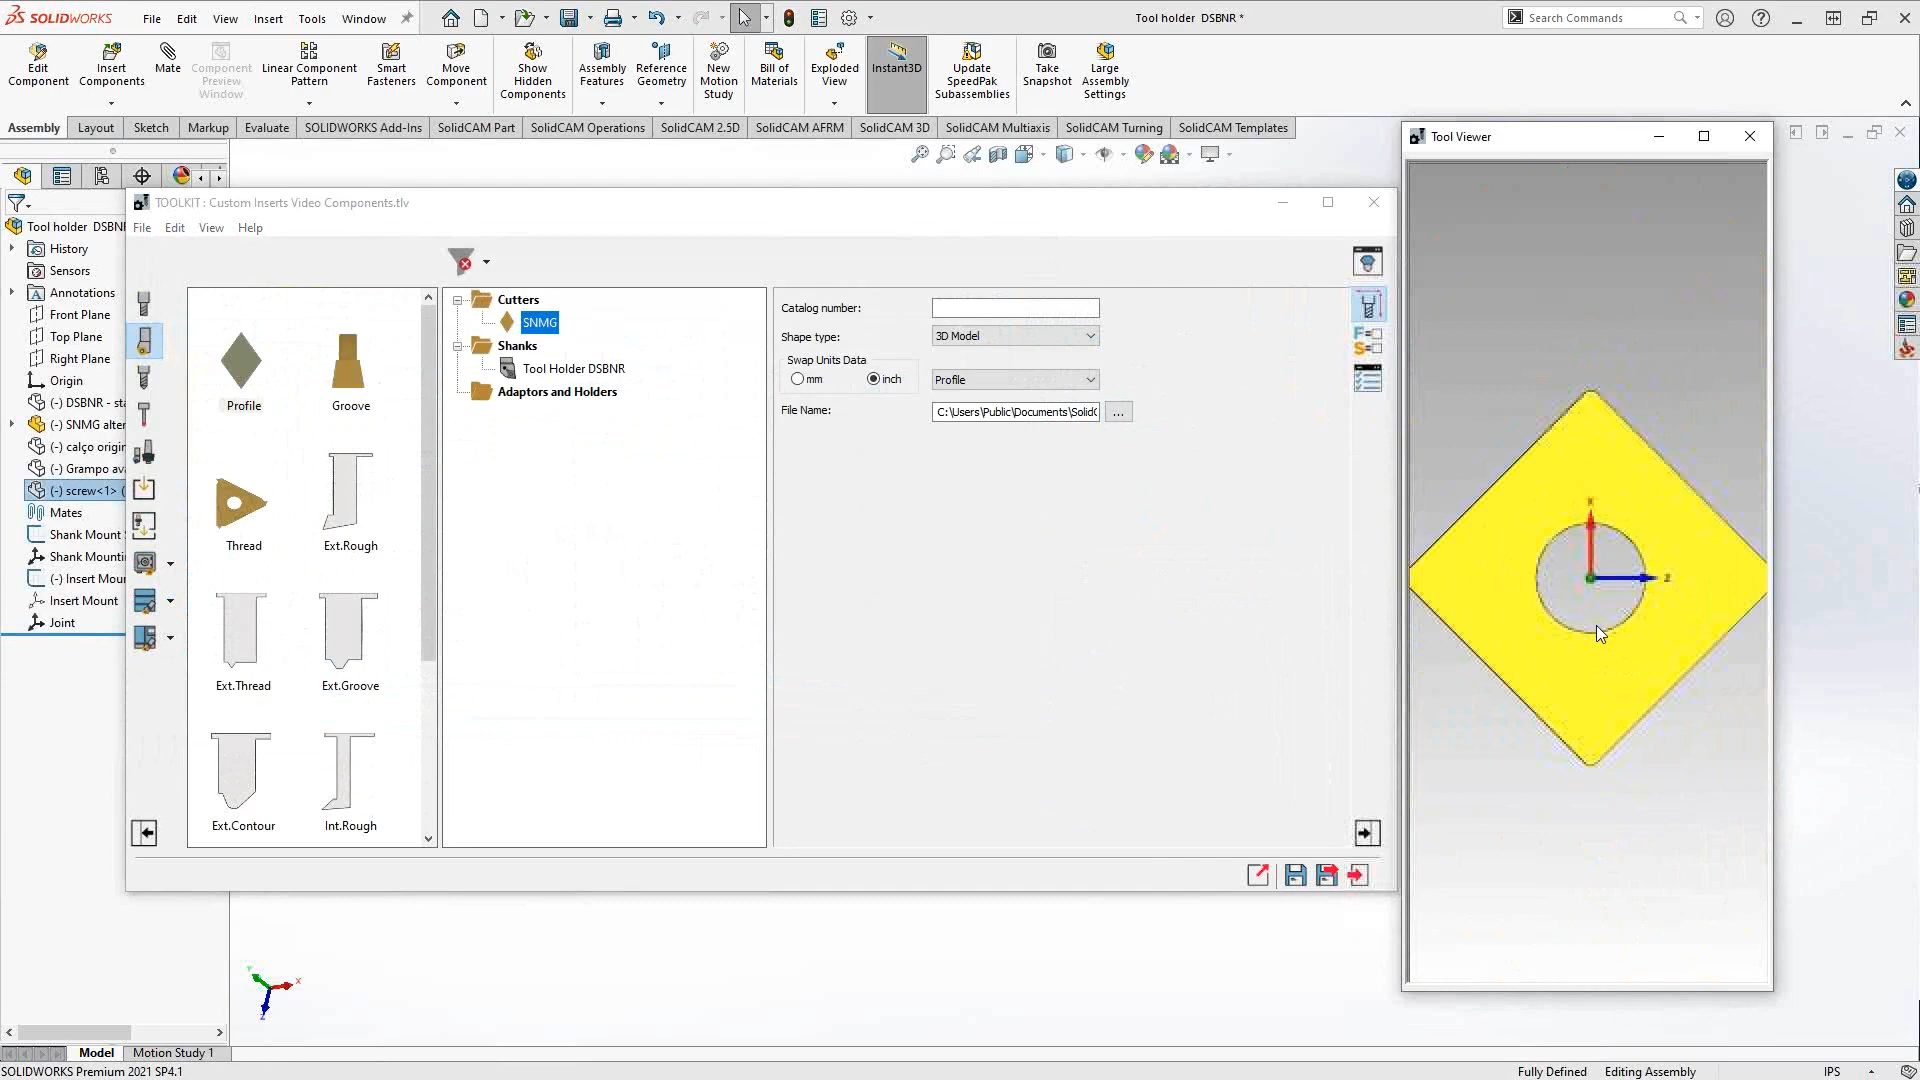 SOLIDWORKS
File Edit View Insert Tools Window
Tool holder DSBNR *
Search Commands
Edit Component
Insert Components
Mate
Component Preview Window
Linear Component Pattern
Smart Fasteners
Move Component
Show Hidden Components
Assembly Features
Reference Geometry
New Motion Study
Bill of Materials
Exploded View
Instant3D
Update SpeedPak Subassemblies
Take Snapshot
Large Assembly Settings
Assembly Layout Sketch Markup Evaluate SOLIDWORKS Add-Ins SolidCAM Part SolidCAM Operations SolidCAM 2.5D SolidCAM AFRM SolidCAM 3D SolidCAM Multiaxis SolidCAM Turning SolidCAM Templates
Tool holder DSBNR
History
Sensors
Annotations
Front Plane
Top Plane
Right Plane
Origin
(-) DSBNR - sta
(-) SNMG alter
(-) calço origin
(-) Grampo av
(-) screw<1> (
Mates
Shank Mount
Shank Mounti
(-) Insert Mour
Insert Mount
Joint
TOOLKIT : Custom Inserts Video Components.tlv
File Edit View Help
Profile
Groove
Thread
Ext.Rough
Ext.Thread
Ext.Groove
Ext.Contour
Int.Rough
Cutters
SNMG
Shanks
Tool Holder DSBNR
Adaptors and Holders
Catalog number:
Shape type: 3D Model
Swap Units Data
mm inch Profile
File Name: C:\Users\Public\Documents\Solid( ...
F=
S=
Tool Viewer
X
Z
Y
X
Z
Model Motion Study 1
SOLIDWORKS Premium 2021 SP4.1
Fully Defined Editing Assembly IPS